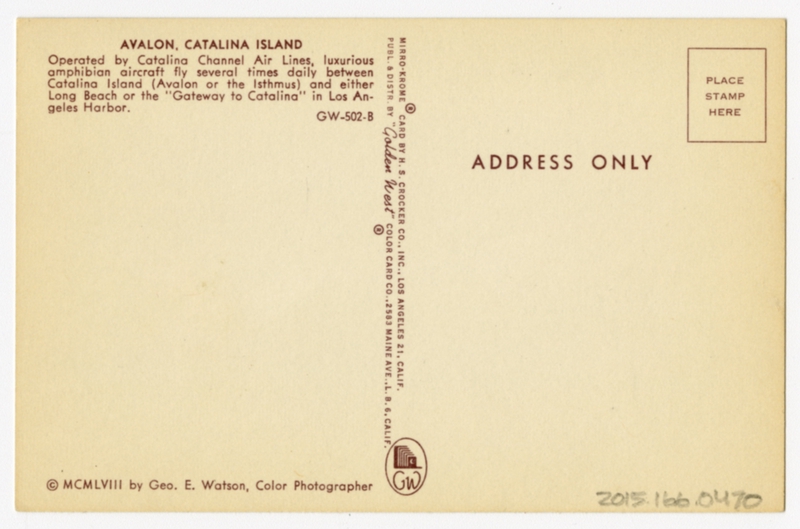 AVALON, CATALINA ISLAND
Operated by Catalina Channel Air Lines, luxurious
amphibian aircraft fly several times daily between
Catalina Island (Avalon or the Isthmus) and either
Long Beach or the "Gateway to Catalina" in Los An-
geles Harbor.
GW-502-B
© MCMLVIII by Geo. E. Watson, Color Photographer
MIRRO-KROME ® CARD BY H. S. CROCKER CO., INC., LOS ANGELES 21, CALIF.
PUBL. & DISTR. BY "Golden West" ® COLOR CARD CO., 2583 MAINE AVE., L. B. 6, CALIF.
GW
PLACE
STAMP
HERE
ADDRESS ONLY
2015.166.0470